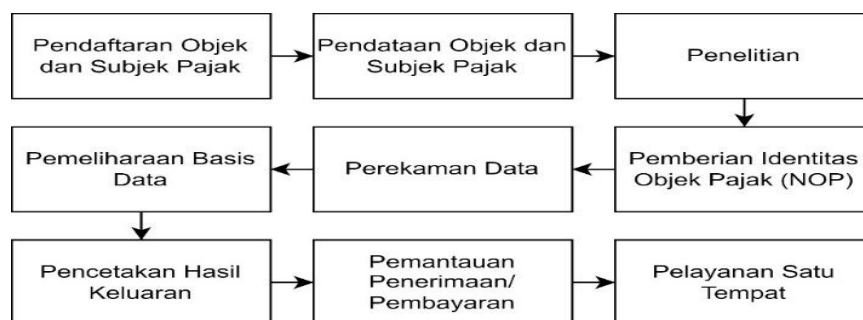 Pendaftaran Objek
dan Subjek Pajak
Pendataan Objek dan
Subjek Pajak
Penelitian
Pemberian Identitas
Objek Pajak (NOP)
Perekaman Data
Pemeliharaan Basis
Data
Pencetakan Hasil
Keluaran
Pemantauan
Penerimaan/
Pembayaran
Pelayanan Satu
Tempat